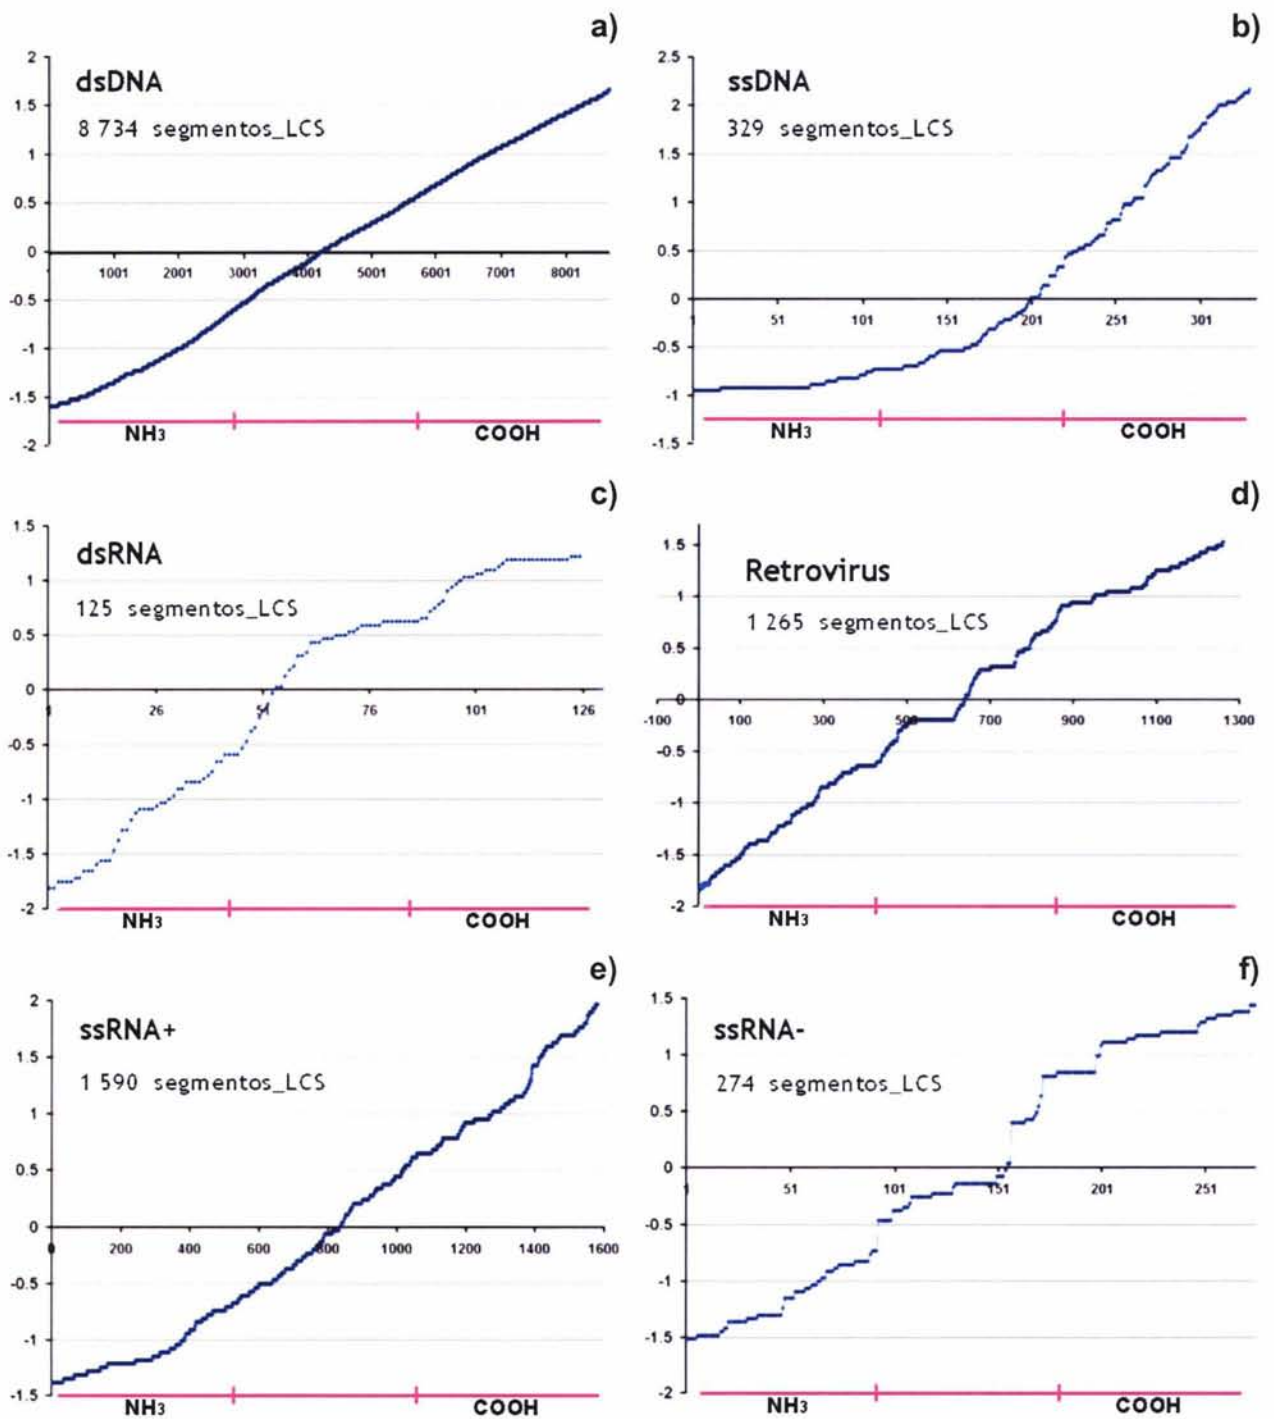 a)
dsDNA
8 734 segmentos_LCS
2
1.5
1
0.5
0
-0.5
-1
-1.5
-2
1001 2001 3001 4001 5001 6001 7001 8001
NH3 COOH
b)
ssDNA
329 segmentos_LCS
2.5
2
1.5
1
0.5
0
-0.5
-1
-1.5
1 51 101 151 201 251 301
NH3 COOH
c)
dsRNA
125 segmentos_LCS
1.5
1
0.5
0
-0.5
-1
-1.5
-2
1 26 51 76 101 126
NH3 COOH
d)
Retrovirus
1 265 segmentos_LCS
1.5
1
0.5
0
-0.5
-1
-1.5
-2
-100 100 300 500 700 900 1100 1300
NH3 COOH
e)
ssRNA+
1 590 segmentos_LCS
2
1.5
1
0.5
0
-0.5
-1
-1.5
0 200 400 600 800 1000 1200 1400 1600
NH3 COOH
f)
ssRNA-
274 segmentos_LCS
1.5
1
0.5
0
-0.5
-1
-1.5
-2
1 51 101 151 201 251
NH3 COOH